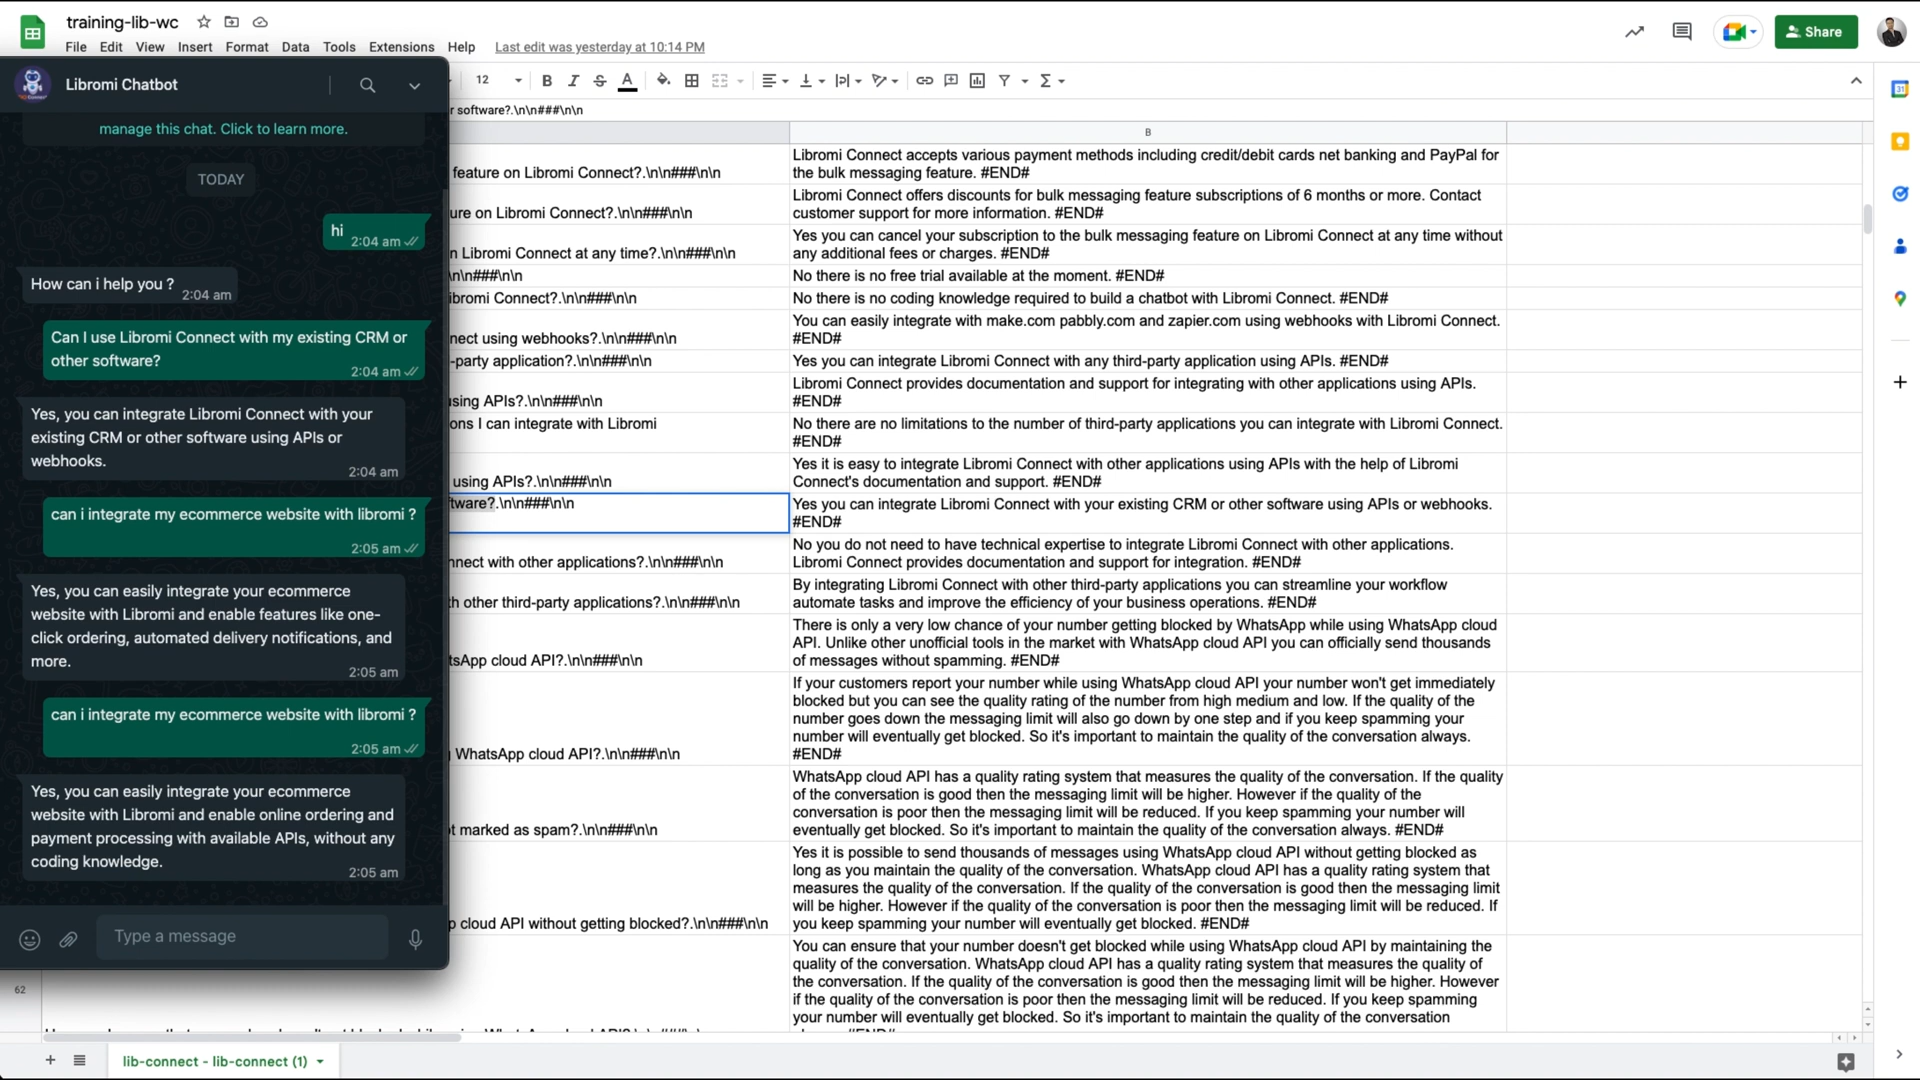 training-lib-wc
File Edit View Insert Format Data Tools Extensions Help Last edit was yesterday at 10:14 PM
Share
12
Libromi Chatbot
manage this chat. Click to learn more.
TODAY
hi
2:04 am
How can i help you ?
2:04 am
Can I use Libromi Connect with my existing CRM or
other software?
2:04 am
Yes, you can integrate Libromi Connect with your
existing CRM or other software using APIs or
webhooks.
2:04 am
can i integrate my ecommerce website with libromi ?
2:05 am
Yes, you can easily integrate your ecommerce
website with Libromi and enable features like one-
click ordering, automated delivery notifications, and
more.
2:05 am
can i integrate my ecommerce website with libromi ?
2:05 am
Yes, you can easily integrate your ecommerce
website with Libromi and enable online ordering and
payment processing with available APIs, without any
coding knowledge.
2:05 am
Type a message
software?.\n\n###\n\n
B
feature on Libromi Connect?.\n\n###\n\n
Libromi Connect accepts various payment methods including credit/debit cards net banking and PayPal for
the bulk messaging feature. #END#
ure on Libromi Connect?.\n\n###\n\n
Libromi Connect offers discounts for bulk messaging feature subscriptions of 6 months or more. Contact
customer support for more information. #END#
n Libromi Connect at any time?.\n\n###\n\n
Yes you can cancel your subscription to the bulk messaging feature on Libromi Connect at any time without
any additional fees or charges. #END#
\n\n###\n\n
No there is no free trial available at the moment. #END#
ibromi Connect?.\n\n###\n\n
No there is no coding knowledge required to build a chatbot with Libromi Connect. #END#
nect using webhooks?.\n\n###\n\n
You can easily integrate with make.com pabbly.com and zapier.com using webhooks with Libromi Connect.
#END#
-party application?.\n\n###\n\n
Yes you can integrate Libromi Connect with any third-party application using APIs. #END#
using APIs?.\n\n###\n\n
Libromi Connect provides documentation and support for integrating with other applications using APIs.
#END#
ons I can integrate with Libromi
No there are no limitations to the number of third-party applications you can integrate with Libromi Connect.
#END#
using APIs?.\n\n###\n\n
Yes it is easy to integrate Libromi Connect with other applications using APIs with the help of Libromi
Connect's documentation and support. #END#
ftware?.\n\n###\n\n
Yes you can integrate Libromi Connect with your existing CRM or other software using APIs or webhooks.
#END#
nnect with other applications?.\n\n###\n\n
No you do not need to have technical expertise to integrate Libromi Connect with other applications.
Libromi Connect provides documentation and support for integration. #END#
th other third-party applications?.\n\n###\n\n
By integrating Libromi Connect with other third-party applications you can streamline your workflow
automate tasks and improve the efficiency of your business operations. #END#
tsApp cloud API?.\n\n###\n\n
There is only a very low chance of your number getting blocked by WhatsApp while using WhatsApp cloud
API. Unlike other unofficial tools in the market with WhatsApp cloud API you can officially send thousands
of messages without spamming. #END#
WhatsApp cloud API?.\n\n###\n\n
If your customers report your number while using WhatsApp cloud API your number won't get immediately
blocked but you can see the quality rating of the number from high medium and low. If the quality of the
number goes down the messaging limit will also go down by one step and if you keep spamming your
number will eventually get blocked. So it's important to maintain the quality of the conversation always.
#END#
ot marked as spam?.\n\n###\n\n
WhatsApp cloud API has a quality rating system that measures the quality of the conversation. If the quality
of the conversation is good then the messaging limit will be higher. However if the quality of the
conversation is poor then the messaging limit will be reduced. If you keep spamming your number will
eventually get blocked. So it's important to maintain the quality of the conversation always. #END#
p cloud API without getting blocked?.\n\n###\n\n
Yes it is possible to send thousands of messages using WhatsApp cloud API without getting blocked as
long as you maintain the quality of the conversation. WhatsApp cloud API has a quality rating system that
measures the quality of the conversation. If the quality of the conversation is good then the messaging limit
will be higher. However if the quality of the conversation is poor then the messaging limit will be reduced. If
you keep spamming your number will eventually get blocked. #END#
62
You can ensure that your number doesn't get blocked while using WhatsApp cloud API by maintaining the
quality of the conversation. WhatsApp cloud API has a quality rating system that measures the quality of
the conversation. If the quality of the conversation is good then the messaging limit will be higher. However
if the quality of the conversation is poor then the messaging limit will be reduced. If you keep spamming
your number will eventually get blocked. So it's important to maintain the quality of the conversation
lib-connect - lib-connect (1)
31